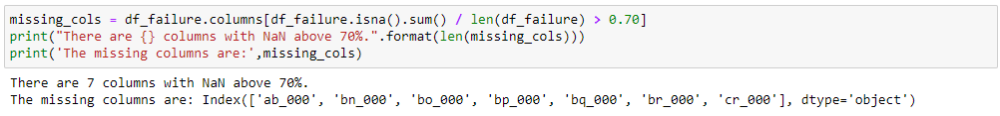 missing_cols = df_failure.columns[df_failure.isna().sum() / len(df_failure) > 0.70]
print("There are {} columns with NaN above 70%.".format(len(missing_cols)))
print('The missing columns are:',missing_cols)
There are 7 columns with NaN above 70%.
The missing columns are: Index(['ab_000', 'bn_000', 'bo_000', 'bp_000', 'bq_000', 'br_000', 'cr_000'], dtype='object')